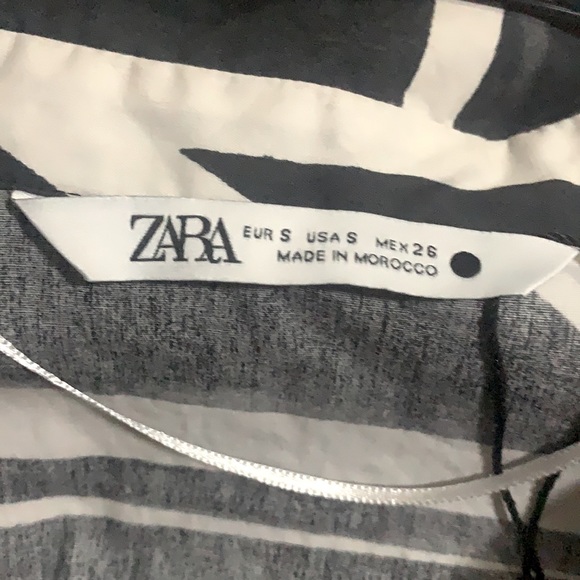 ZARA
EUR S USA S MEX 26
MADE IN MOROCCO